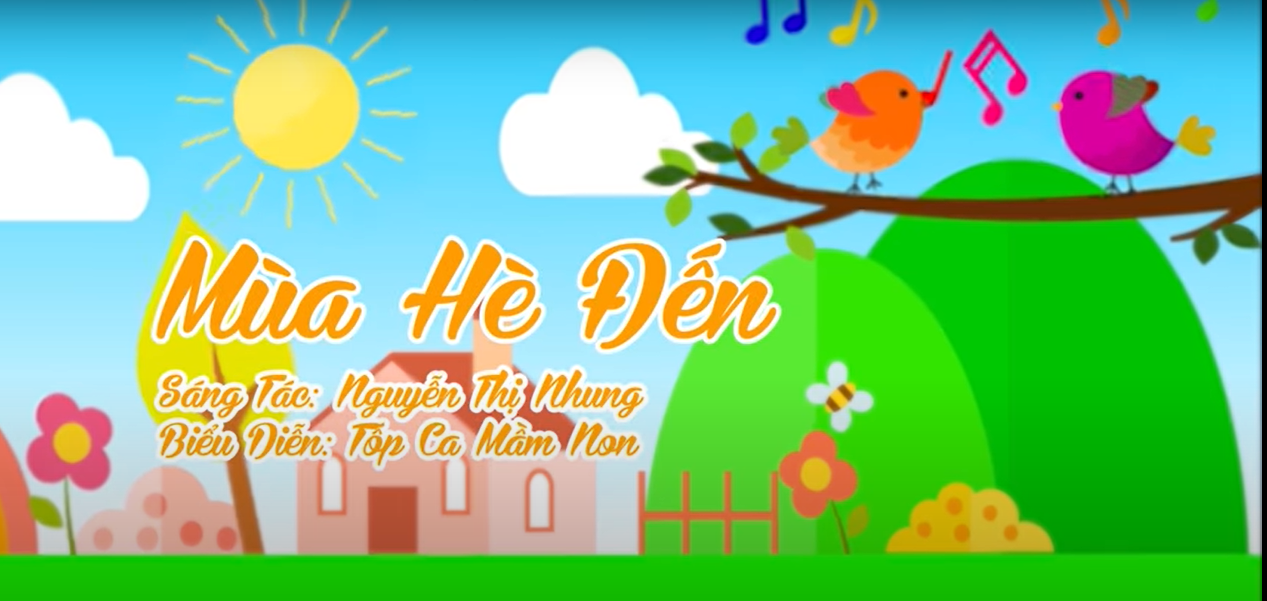 Mùa Hè Đến
Sáng Tác: Nguyễn Thị Nhung
Biểu Diễn: Tốp Ca Mầm Non